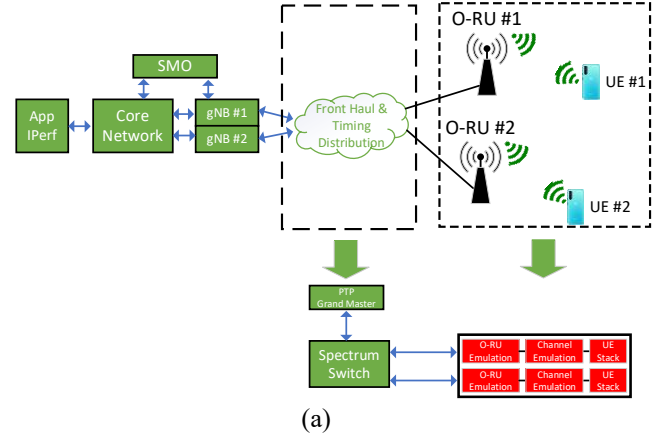 O-RU #1
SMO
UE #1
App
IPerf
Core
Network
gNB #1
gNB #2
Front Haul &
Timing
Distribution
O-RU #2
UE #2
PTP
Grand Master
Spectrum
Switch
O-RU
Emulation
Channel
Emulation
UE
Stack
O-RU
Emulation
Channel
Emulation
UE
Stack
(a)